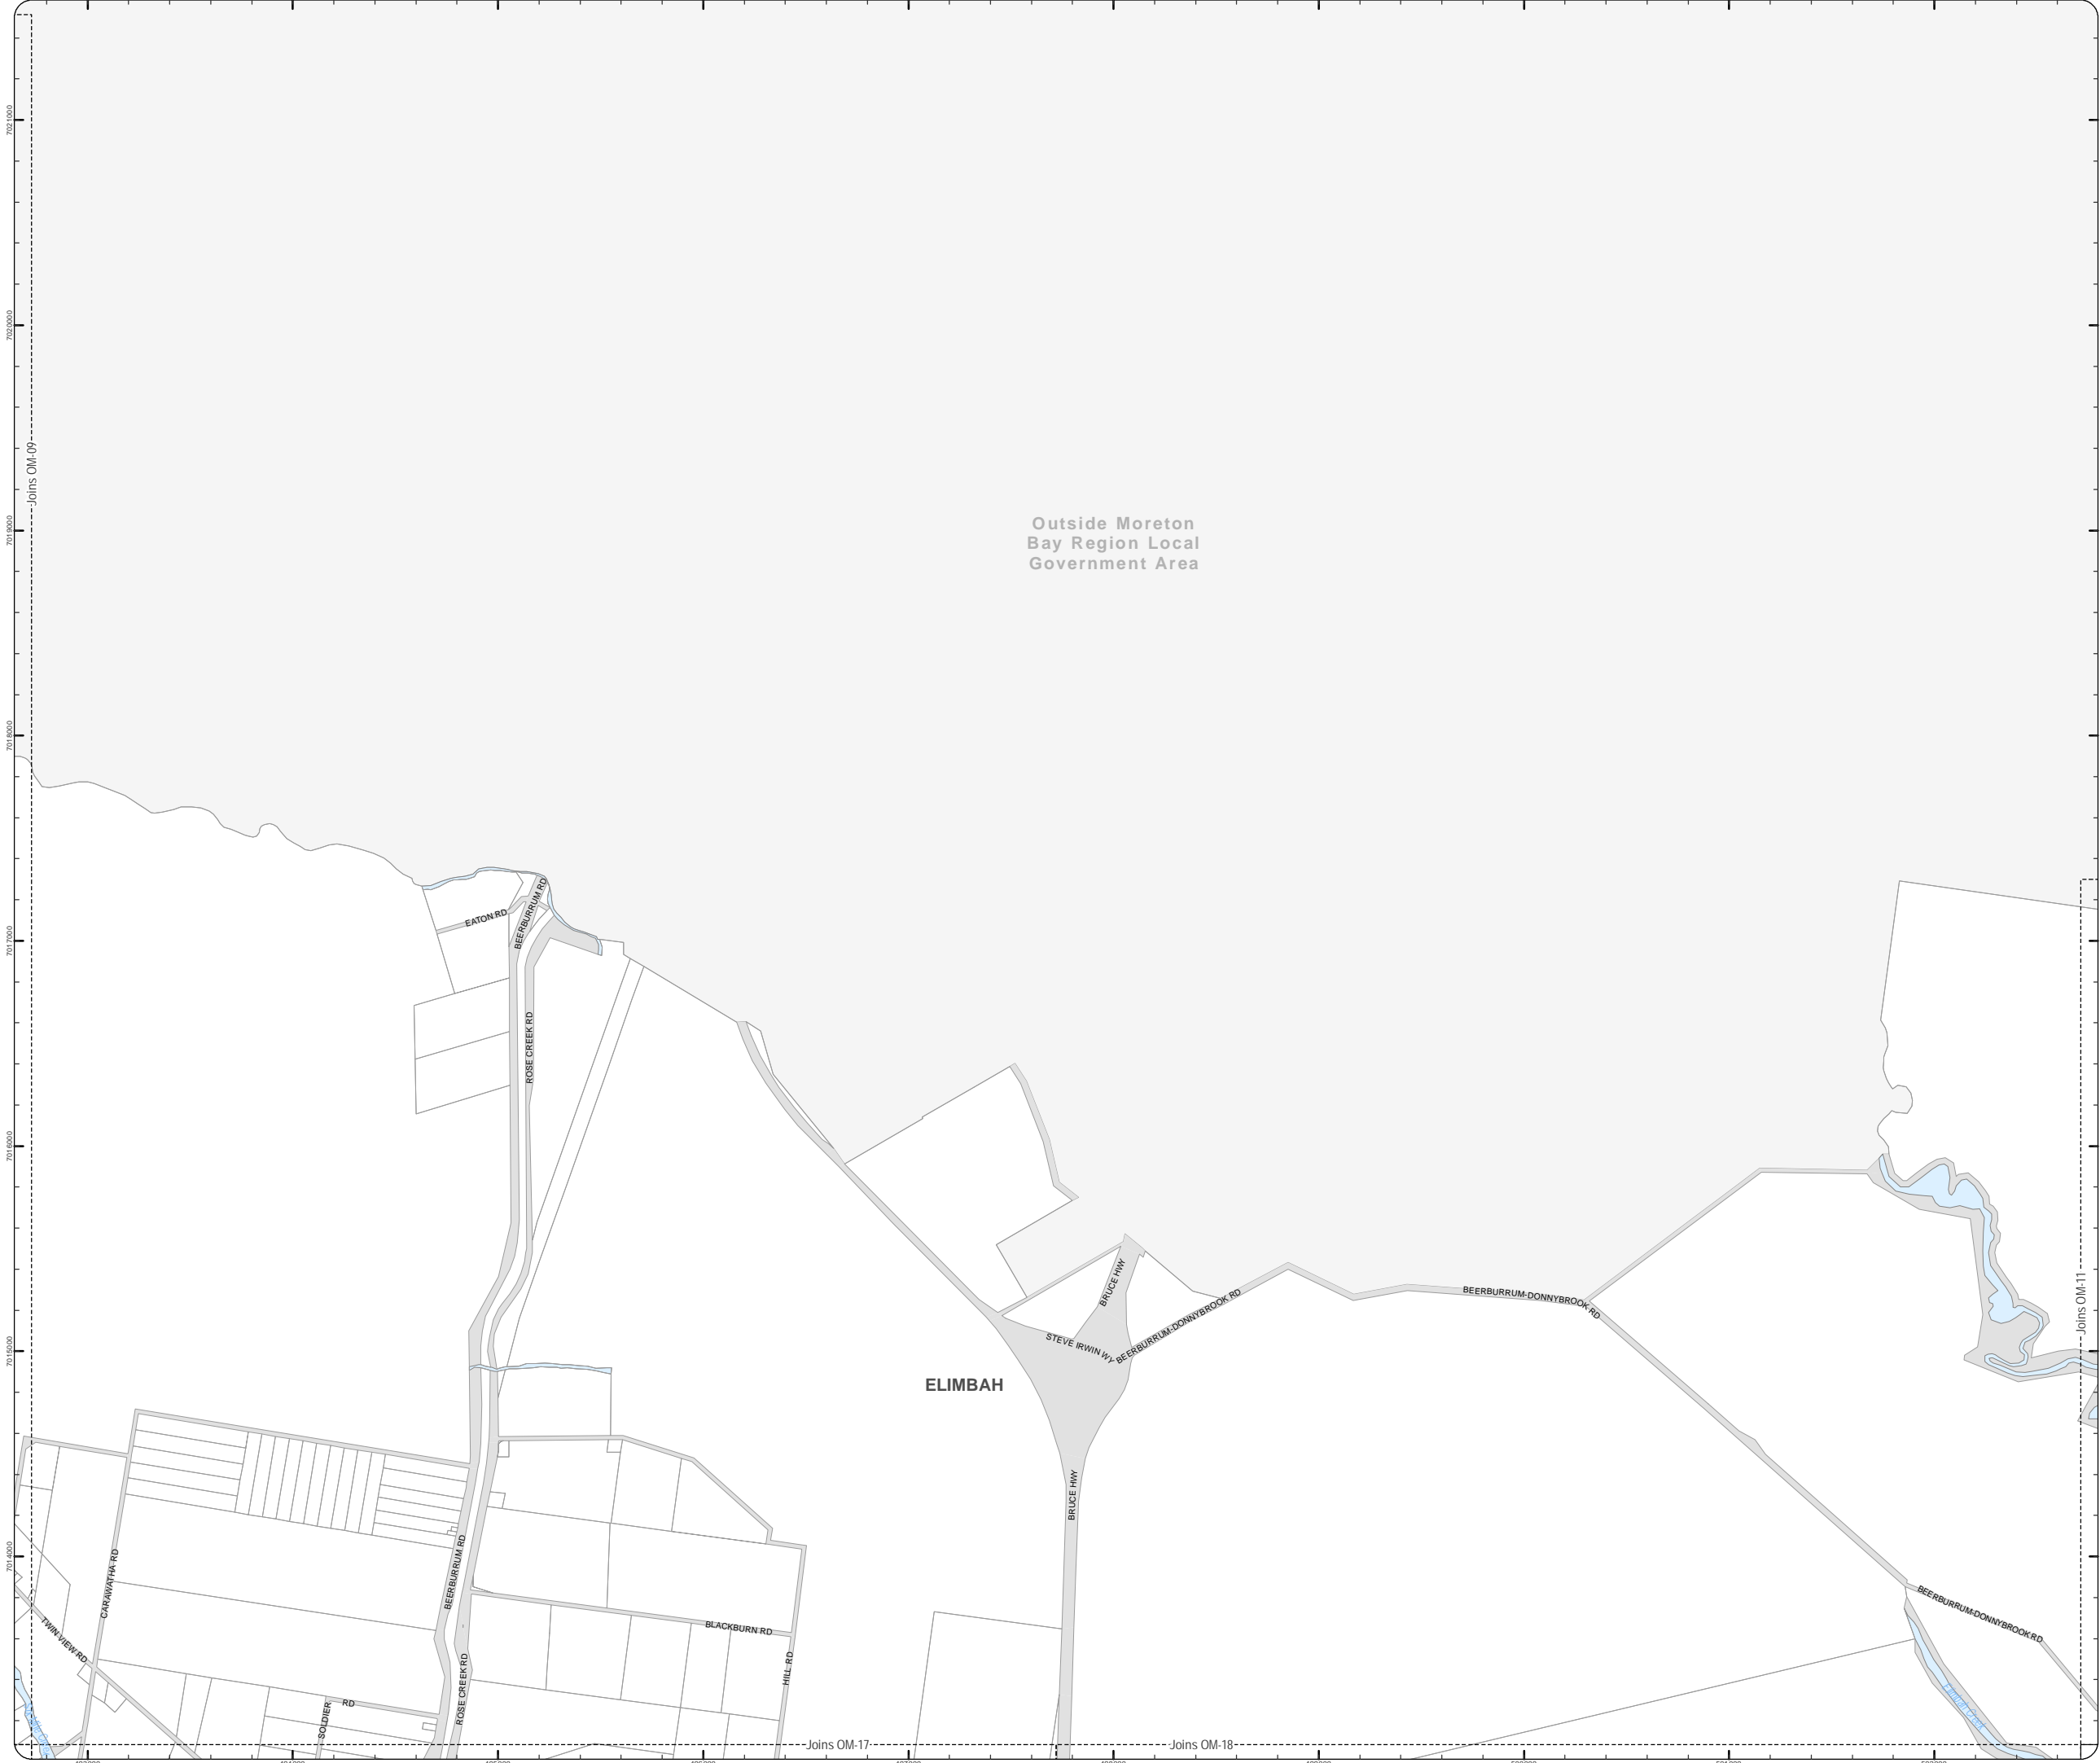 7021000
7020000
Joins OM-09
7019000
Outside Moreton
Bay Region Local
Government Area
7018000
7017000
EATON RD
BEERBURRUM RD
ROSE CREEK RD
7016000
BRUCE HWY
BEERBURRUM-DONNYBROOK RD
BEERBURRUM-DONNYBROOK RD
STEVE IRWIN WY
Joins OM-11
7015000
ELIMBAH
BRUCE HWY
7014000
CARAWATHA RD
BEERBURRUM RD
TWIN VIEW RD
BLACKBURN RD
BEERBURRUM-DONNYBROOK RD
HILL RD
ROSE CREEK RD
SOLDIER
RD
Joins OM-17
Joins OM-18